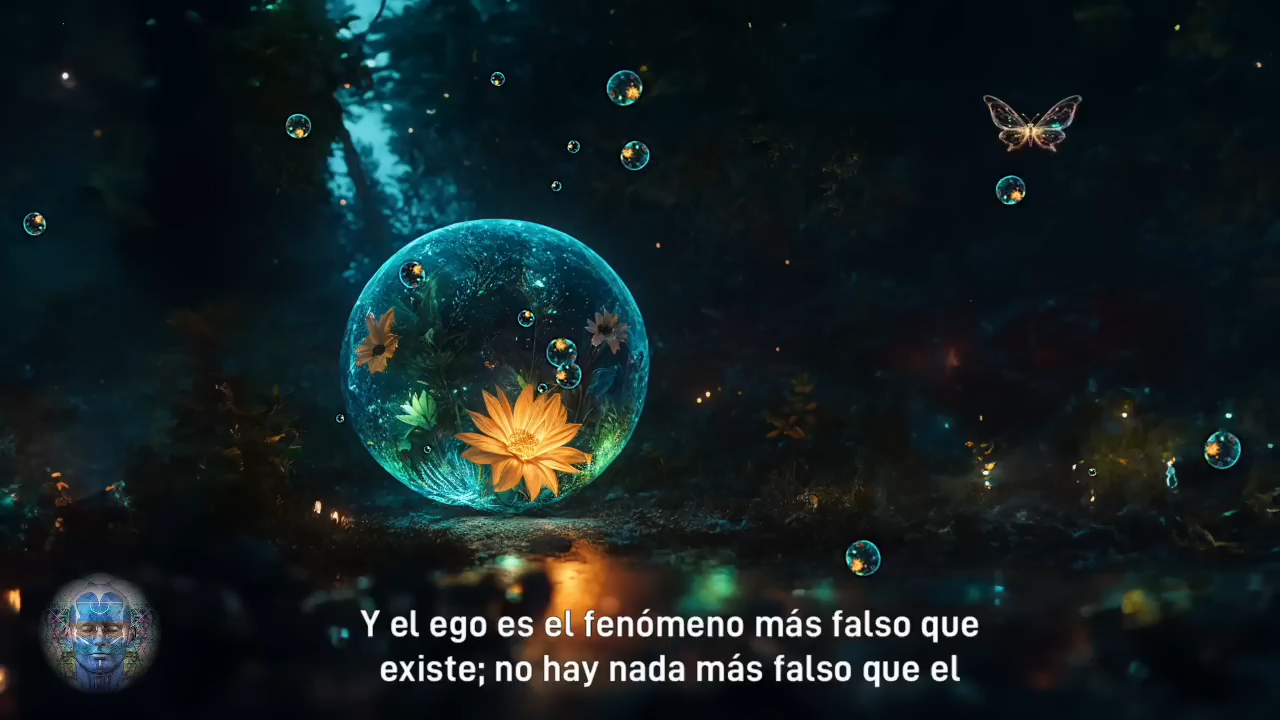 Y el ego es el fenómeno más falso que
existe; no hay nada más falso que el